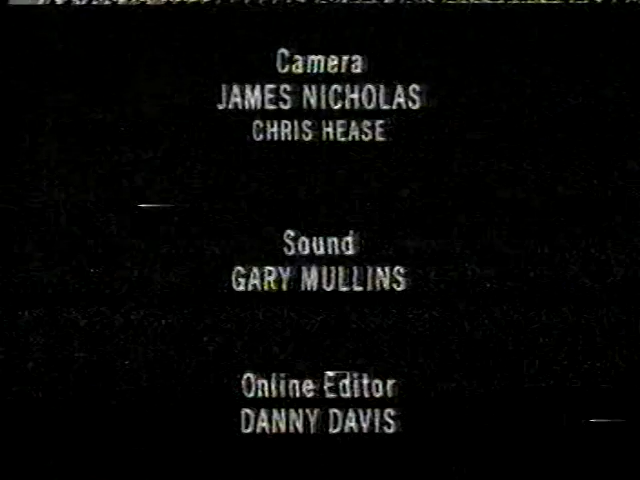 Camera
JAMES NICHOLAS
CHRIS HEASE
Sound
GARY MULLINS
Online Editor
DANNY DAVIS